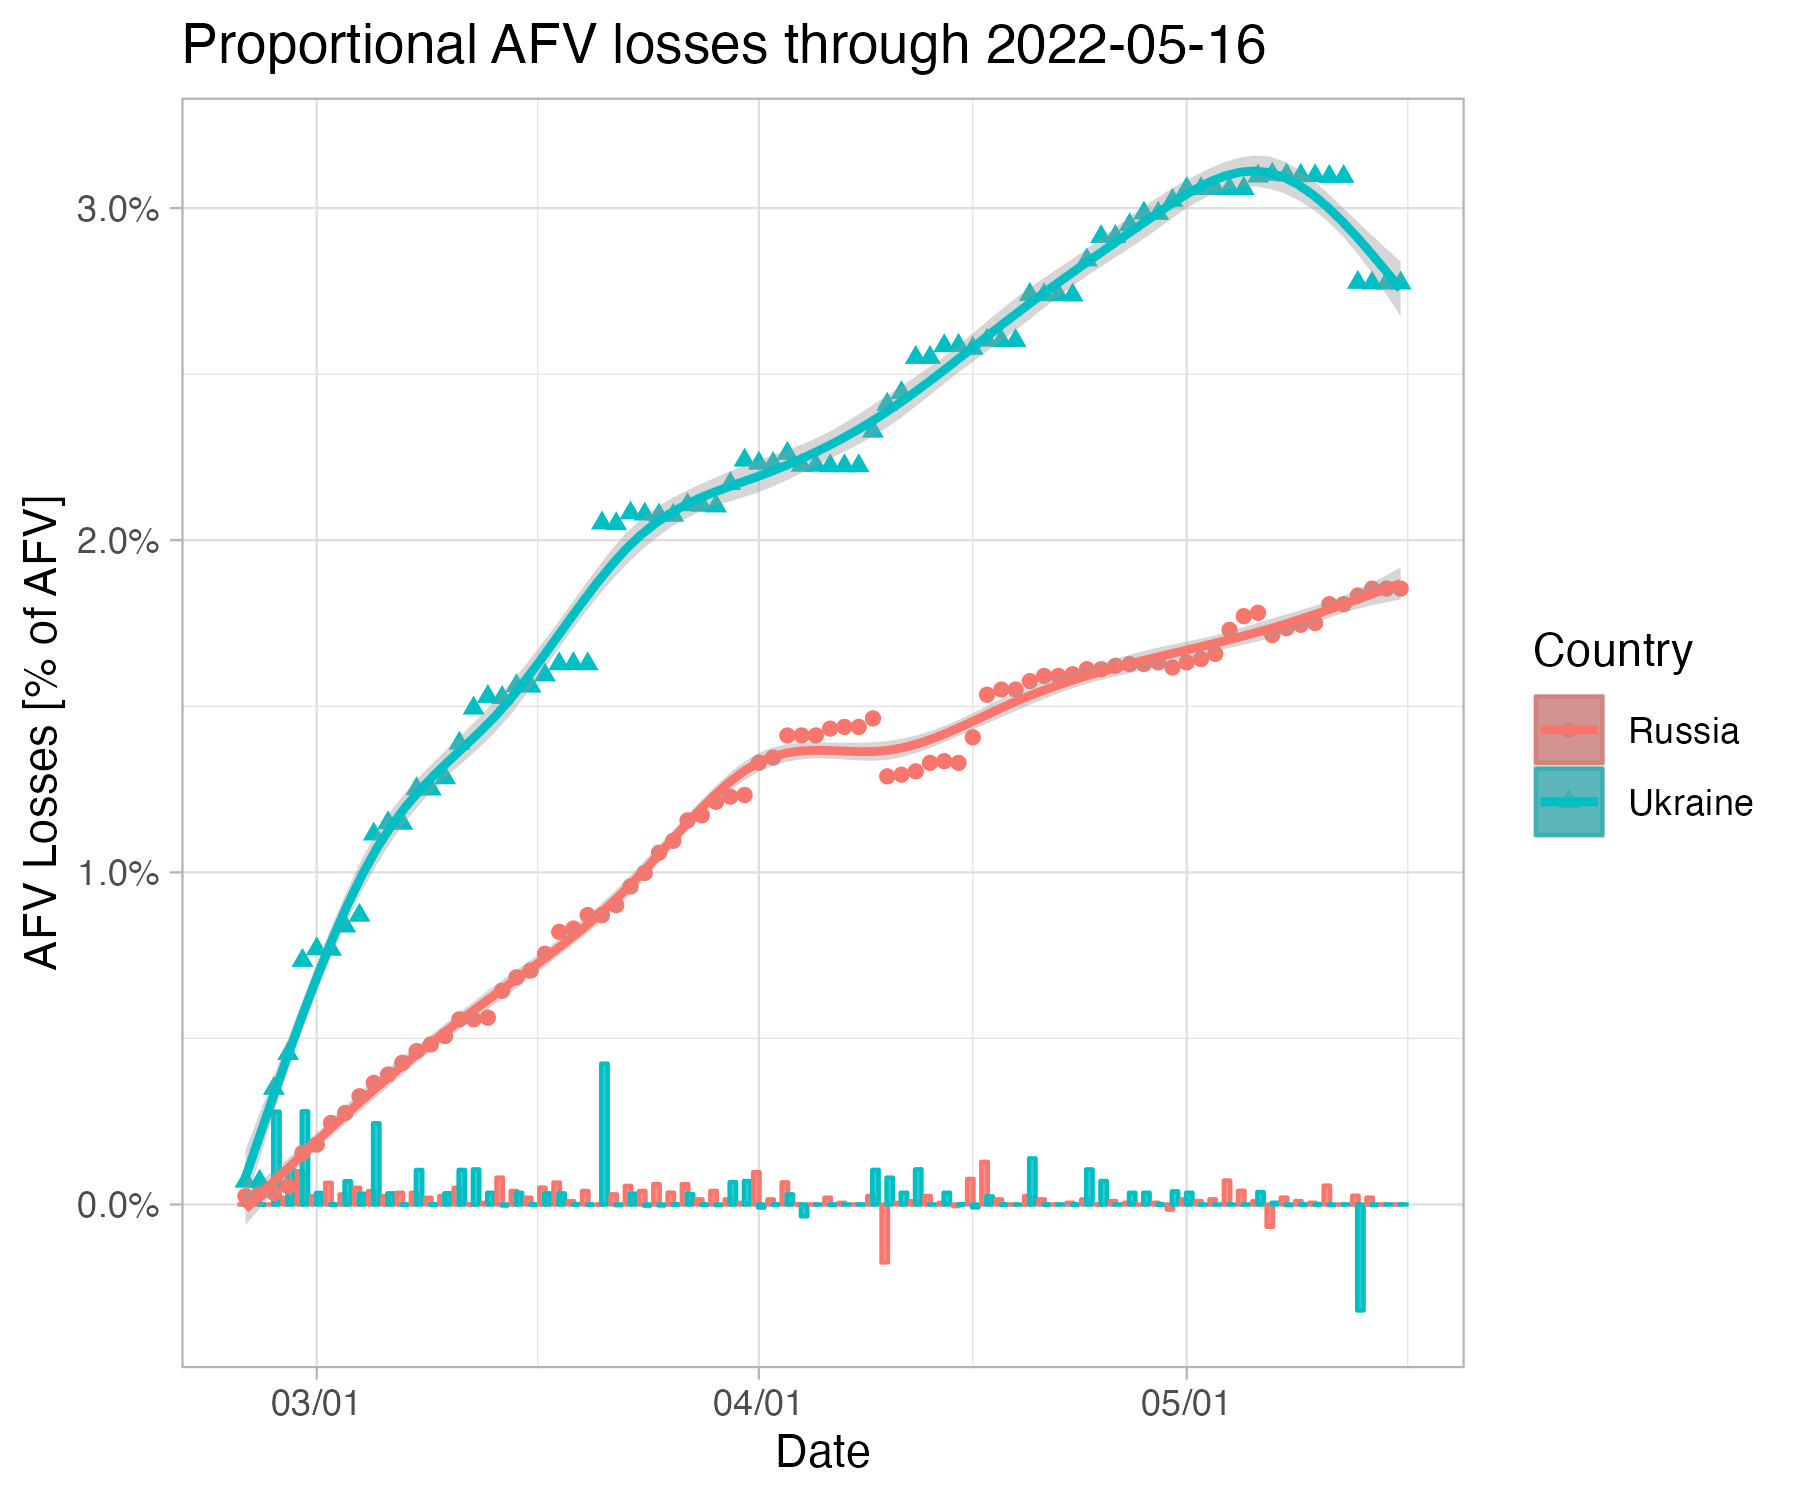 Proportional AFV losses through 2022-05-16
AFV Losses [% of AFV]
3.0%
2.0%
1.0%
0.0%
03/01
04/01
05/01
Date
Country
Russia
Ukraine